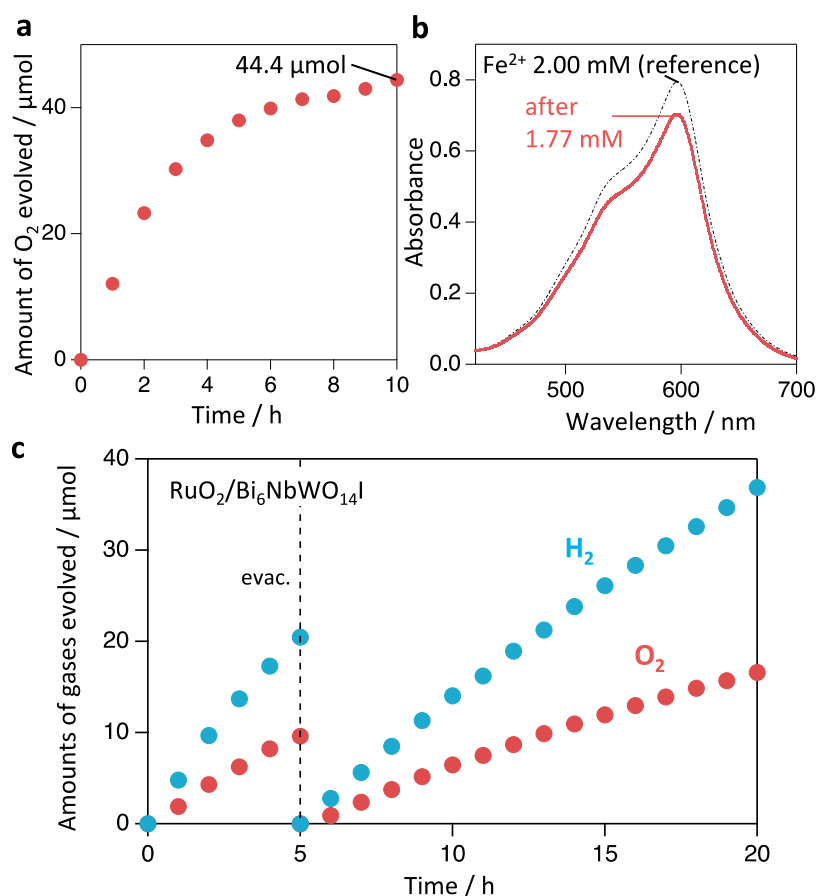 a
44.4 μmol
Amount of O₂ evolved / μmol
40
20
0
0 2 4 6 8 10
Time / h
b
Fe²⁺ 2.00 mM (reference)
after
1.77 mM
Absorbance
0.8
0.6
0.4
0.2
0.0
500 600 700
Wavelength / nm
c
RuO₂/Bi₆NbWO₁₄I
evac.
H₂
O₂
Amounts of gases evolved / μmol
40
30
20
10
0
0 5 10 15 20
Time / h